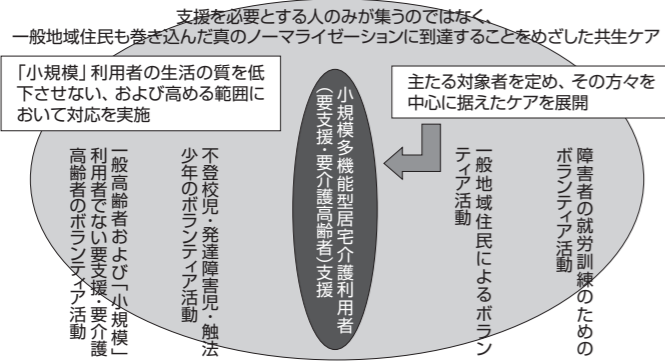 支援を必要とする人のみが集うのではなく、
一般地域住民も巻き込んだ真のノーマライゼーションに到達することをめざした共生ケア
「小規模」利用者の生活の質を低
下させない、および高める範囲に
おいて対応を実施
主たる対象者を定め、その方々を
中心に据えたケアを展開
障害者の就労訓練のための
ボランティア活動
一般地域住民によるボラン
ティア活動
小規模多機能型居宅介護利用者
（要支援・要介護高齢者）支援
不登校児・発達障害児・触法
少年のボランティア活動
一般高齢者および「小規模」
利用者でない要支援・要介護
高齢者のボランティア活動